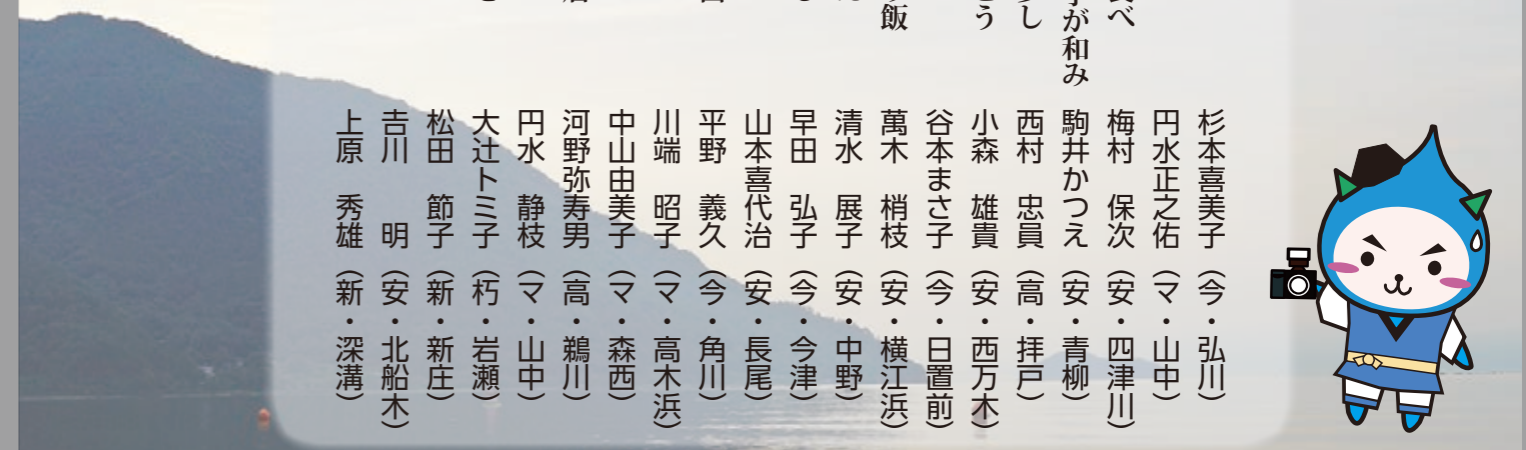 杉本喜美子（今・弘川）
円水正之佑（マ・山中）
べ 梅村　保次（安・四津川）
が和み 駒井かつえ（安・青柳）
し 西村　忠員（高・拝戸）
う 小森　雄貴（安・西万木）
谷本まさ子（今・日置前）
飯 萬木　梢枝（安・横江浜）
清水　展子（安・中野）
早田　弘子（今・今津）
山本喜代治（安・長尾）
平野　義久（今・角川）
川端　昭子（マ・高木浜）
中山由美子（マ・森西）
河野弥寿男（高・鵜川）
円水　静枝（マ・山中）
大辻トミ子（朽・岩瀬）
松田　節子（新・新庄）
吉川　　明（安・北船木）
上原　秀雄（新・深溝）